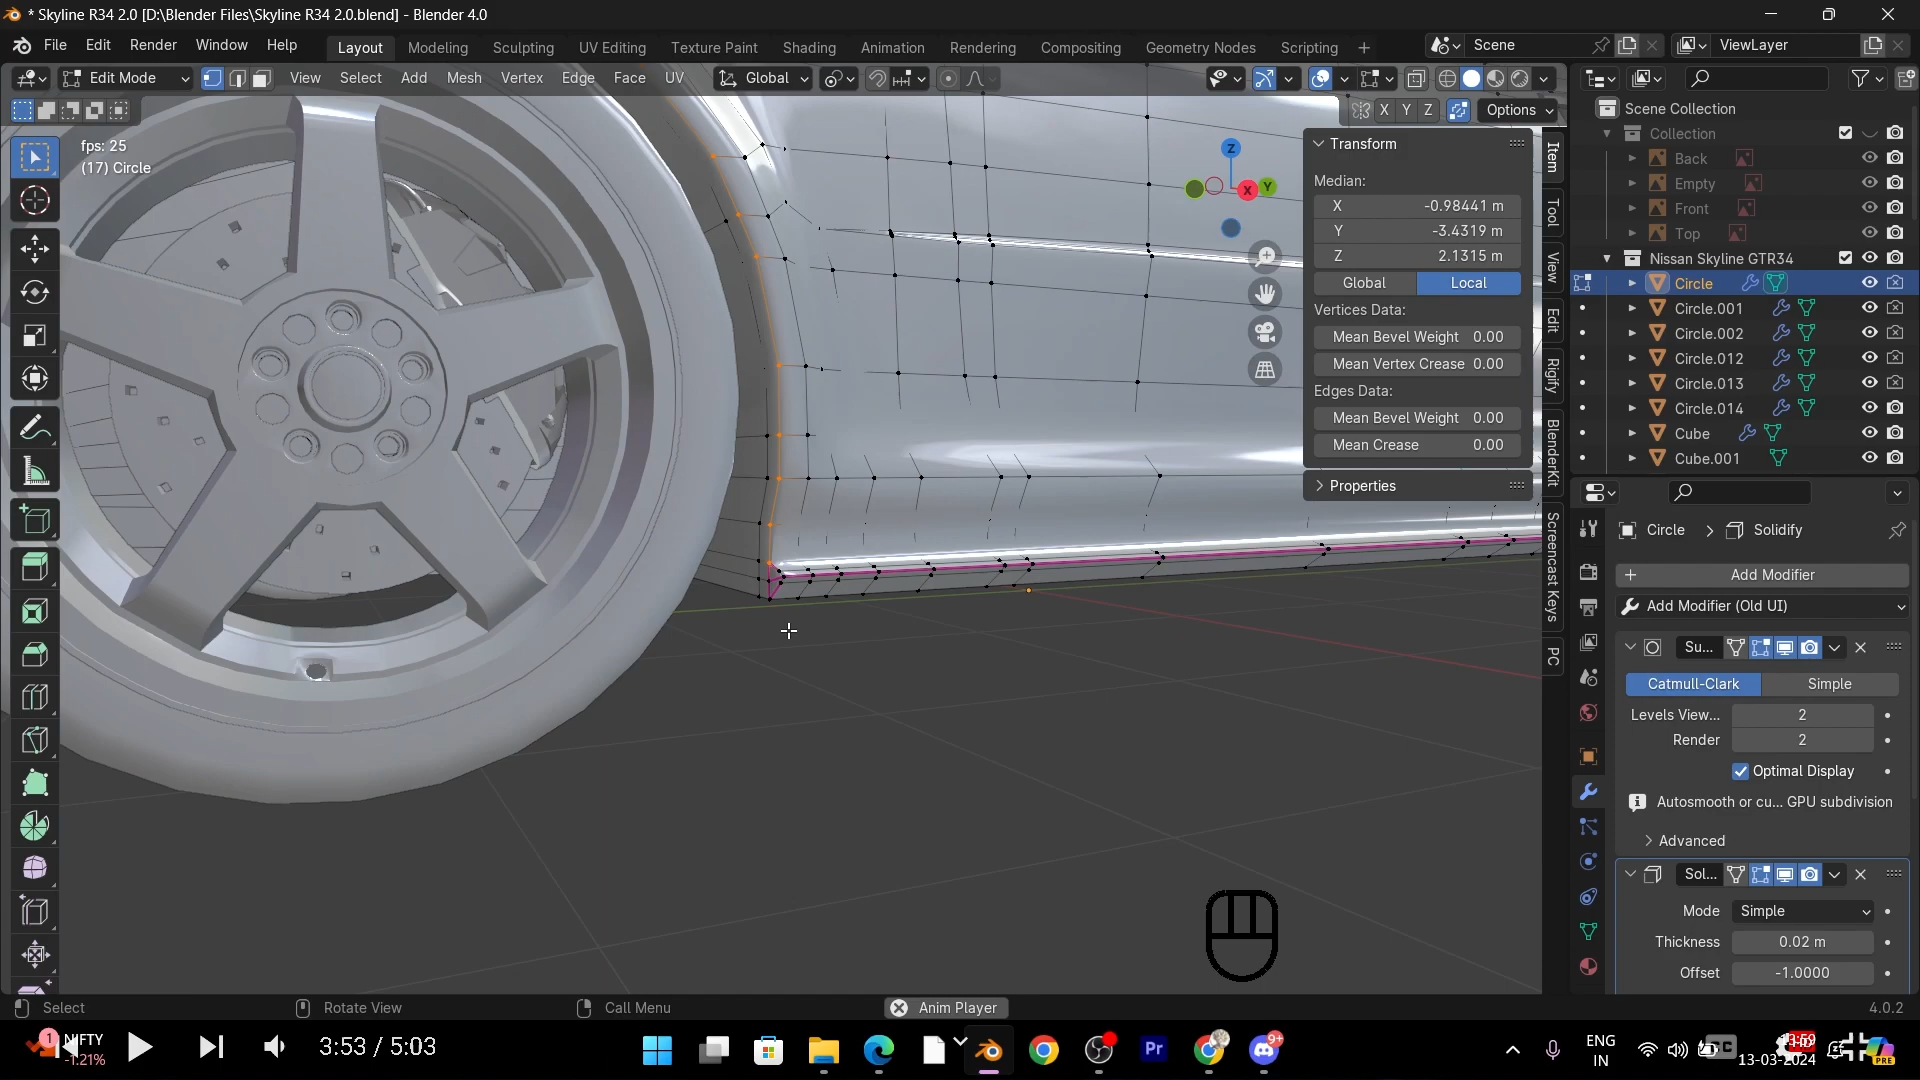 * Skyline R34 2.0 [D:\Blender Files\Skyline R34 2.0.blend] - Blender 4.0
File Edit Render Window Help
Layout Modeling Sculpting UV Editing Texture Paint Shading Animation Rendering Compositing Geometry Nodes Scripting
Scene
ViewLayer
Edit Mode
View Select Add Mesh Vertex Edge Face UV
Global
X Y Z
Options
fps: 25
(17) Circle
Z
X
Y
Transform
Median:
X -0.98441 m
Y -3.4319 m
Z 2.1315 m
Global Local
Vertices Data:
Mean Bevel Weight 0.00
Mean Vertex Crease 0.00
Edges Data:
Mean Bevel Weight 0.00
Mean Crease 0.00
Properties
Item
Tool
View
Edit
Rigify
BlenderKit
Screencast Keys
PC
Scene Collection
Collection
Back
Empty
Front
Top
Nissan Skyline GTR34
Circle
Circle.001
Circle.002
Circle.012
Circle.013
Circle.014
Cube
Cube.001
Circle Solidify
Add Modifier
Add Modifier (Old UI)
Su...
Catmull-Clark Simple
Levels View... 2
Render 2
Optimal Display
Autosmooth or cu... GPU subdivision
Advanced
Sol...
Mode Simple
Thickness 0.02 m
Offset -1.0000
Select Rotate View Call Menu Anim Player 4.0.2
1
NIFTY
-1.21%
3:53 / 5:03
Pr
9+
ENG
IN
13-03-2024
PRE